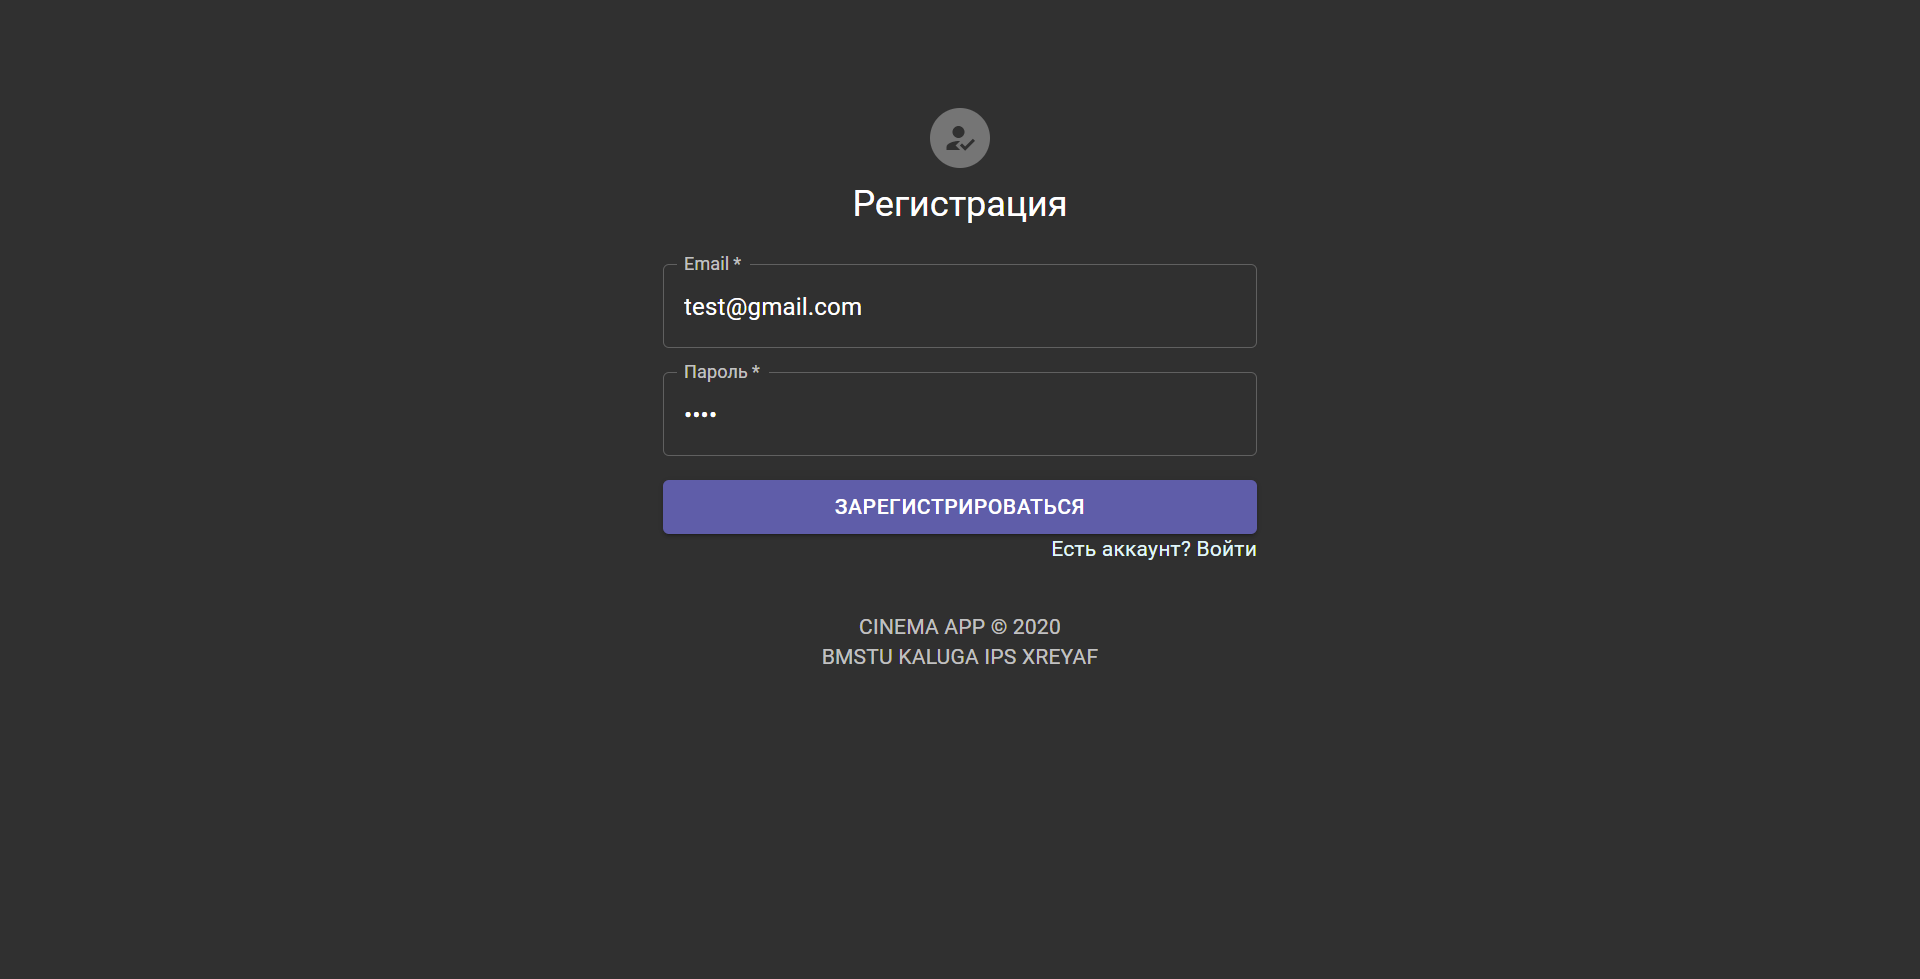 Регистрация
Email *
test@gmail.com
Пароль *
••••
ЗАРЕГИСТРИРОВАТЬСЯ
Есть аккаунт? Войти
CINEMA APP © 2020
BMSTU KALUGA IPS XREYAF